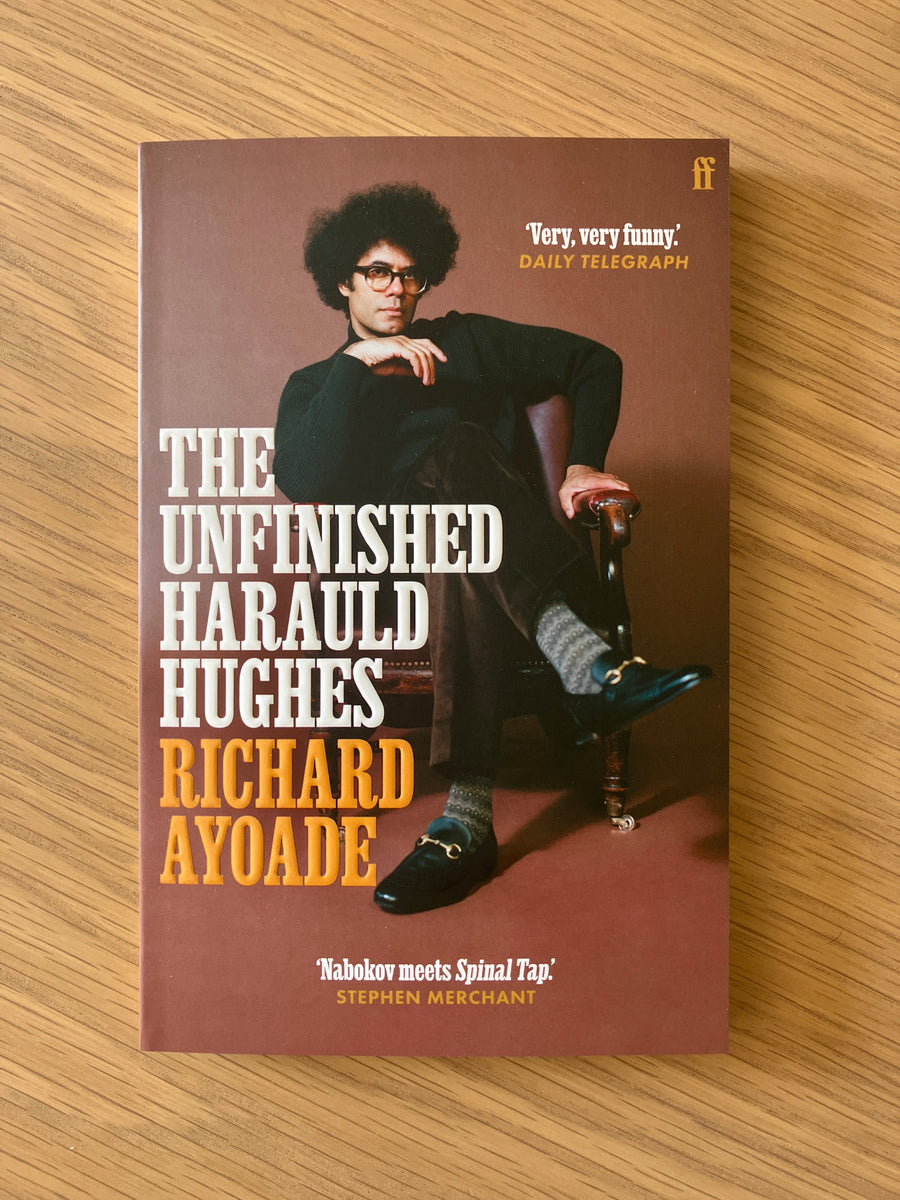 ff
‘Very, very funny.’
DAILY TELEGRAPH
THE
UNFINISHED
HARAULD
HUGHES
RICHARD
AYOADE
‘Nabokov meets Spinal Tap.’
STEPHEN MERCHANT